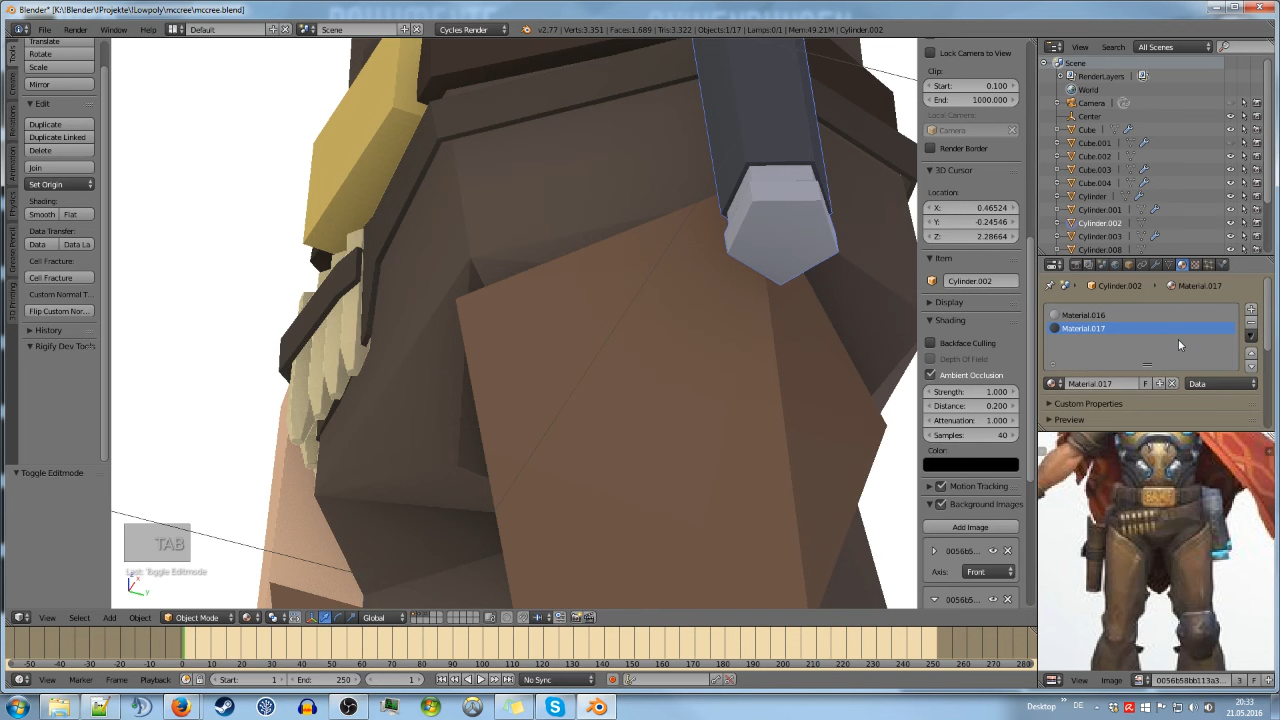 Blender* [K:\!Blender\!Projekte\!Lowpoly\mccree\mccree.blend]
File Render Window Help Default Scene Cycles Render v2.77 | Verts:3.351 | Faces:1.689 | Tris:3.322 | Objects:1/17 | Lamps:0/1 | Mem:49.21M | Cylinder.002
Translate
Rotate
Scale
Mirror
Edit
Duplicate
Duplicate Linked
Delete
Join
Set Origin
Shading:
Smooth Flat
Data Transfer:
Data Data La
Cell Fracture:
Cell Fracture
Custom Normal T...
Flip Custom Nor...
History
Rigify Dev Tools
Toggle Editmode
Tools
Create
Relations
Animation
Physics
Grease Pencil
3D Printing
TAB
Last: Toggle Editmode
Lock Camera to View
Clip:
Start: 0.100
End: 1000.000
Local Camera:
Camera
Render Border
3D Cursor
Location:
X: 0.46524
Y: -0.24546
Z: 2.28664
Item
Cylinder.002
Display
Shading
Backface Culling
Depth Of Field
Ambient Occlusion
Strength: 1.000
Distance: 0.200
Attenuation: 1.000
Samples: 40
Color:
Motion Tracking
Background Images
Add Image
0056b5...
Axis: Front
0056b5...
View Search All Scenes
Scene
RenderLayers
World
Camera
Center
Cube
Cube.001
Cube.002
Cube.003
Cube.004
Cylinder
Cylinder.001
Cylinder.002
Cylinder.003
Cylinder.008
Cylinder.002 Material.017
Material.016
Material.017
Material.017 F Data
Custom Properties
Preview
View Select Add Object Object Mode Global
-50 -40 -30 -20 -10 0 10 20 30 40 50 60 70 80 90 100 110 120 130 140 150 160 170 180 190 200 210 220 230 240 250 260 270 280
View Marker Frame Playback Start: 1 End: 250 1 No Sync
View Image 0056b58bb113a3... 3 F
Desktop DE 20:33
21.05.2016